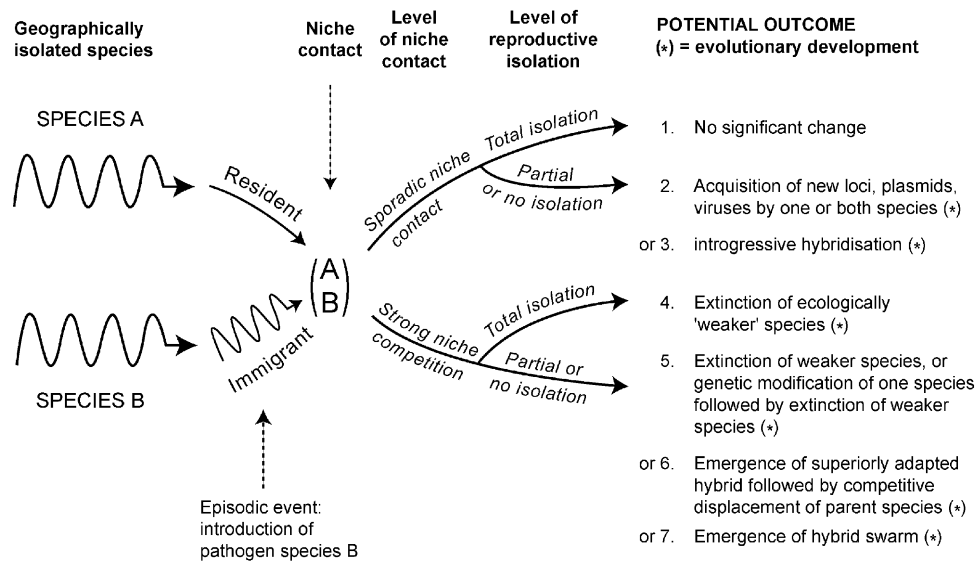 Geographically
isolated species
Niche
contact
Level
of niche
contact
Level of
reproductive
isolation
POTENTIAL OUTCOME
(*) = evolutionary development
SPECIES A
Resident
SPECIES B
Immigrant
A
B
Episodic event:
introduction of
pathogen species B
Sporadic niche
contact
Total isolation
Partial
or no isolation
Strong niche
competition
Total isolation
Partial or
no isolation
1. No significant change
2. Acquisition of new loci, plasmids,
viruses by one or both species (*)
or 3. introgressive hybridisation (*)
4. Extinction of ecologically
'weaker' species (*)
5. Extinction of weaker species, or
genetic modification of one species
followed by extinction of weaker
species (*)
or 6. Emergence of superiorly adapted
hybrid followed by competitive
displacement of parent species (*)
or 7. Emergence of hybrid swarm (*)